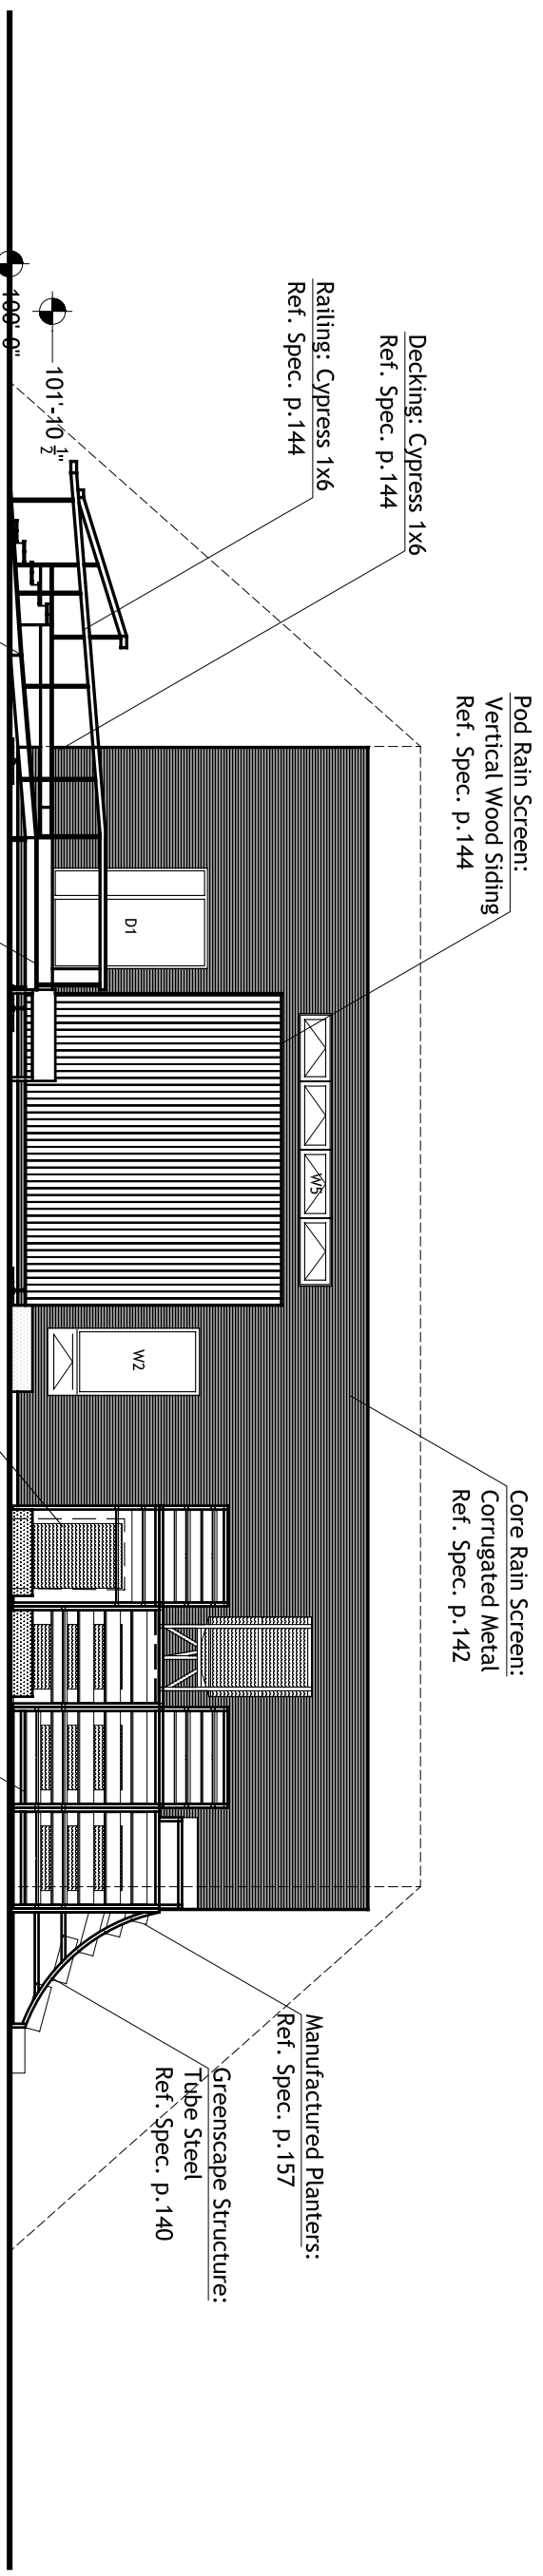 Pod Rain Screen:
Vertical Wood Siding
Ref. Spec. p.144
Core Rain Screen:
Corrugated Metal
Ref. Spec. p.142
Decking: Cypress 1x6
Ref. Spec. p.144
Railing: Cypress 1x6
Ref. Spec. p.144
Manufactured Planters:
Ref. Spec. p.157
Greenscape Structure:
Tube Steel
Ref. Spec. p.140
W5
D1
W2
101'-10 1/2"
100' 0"